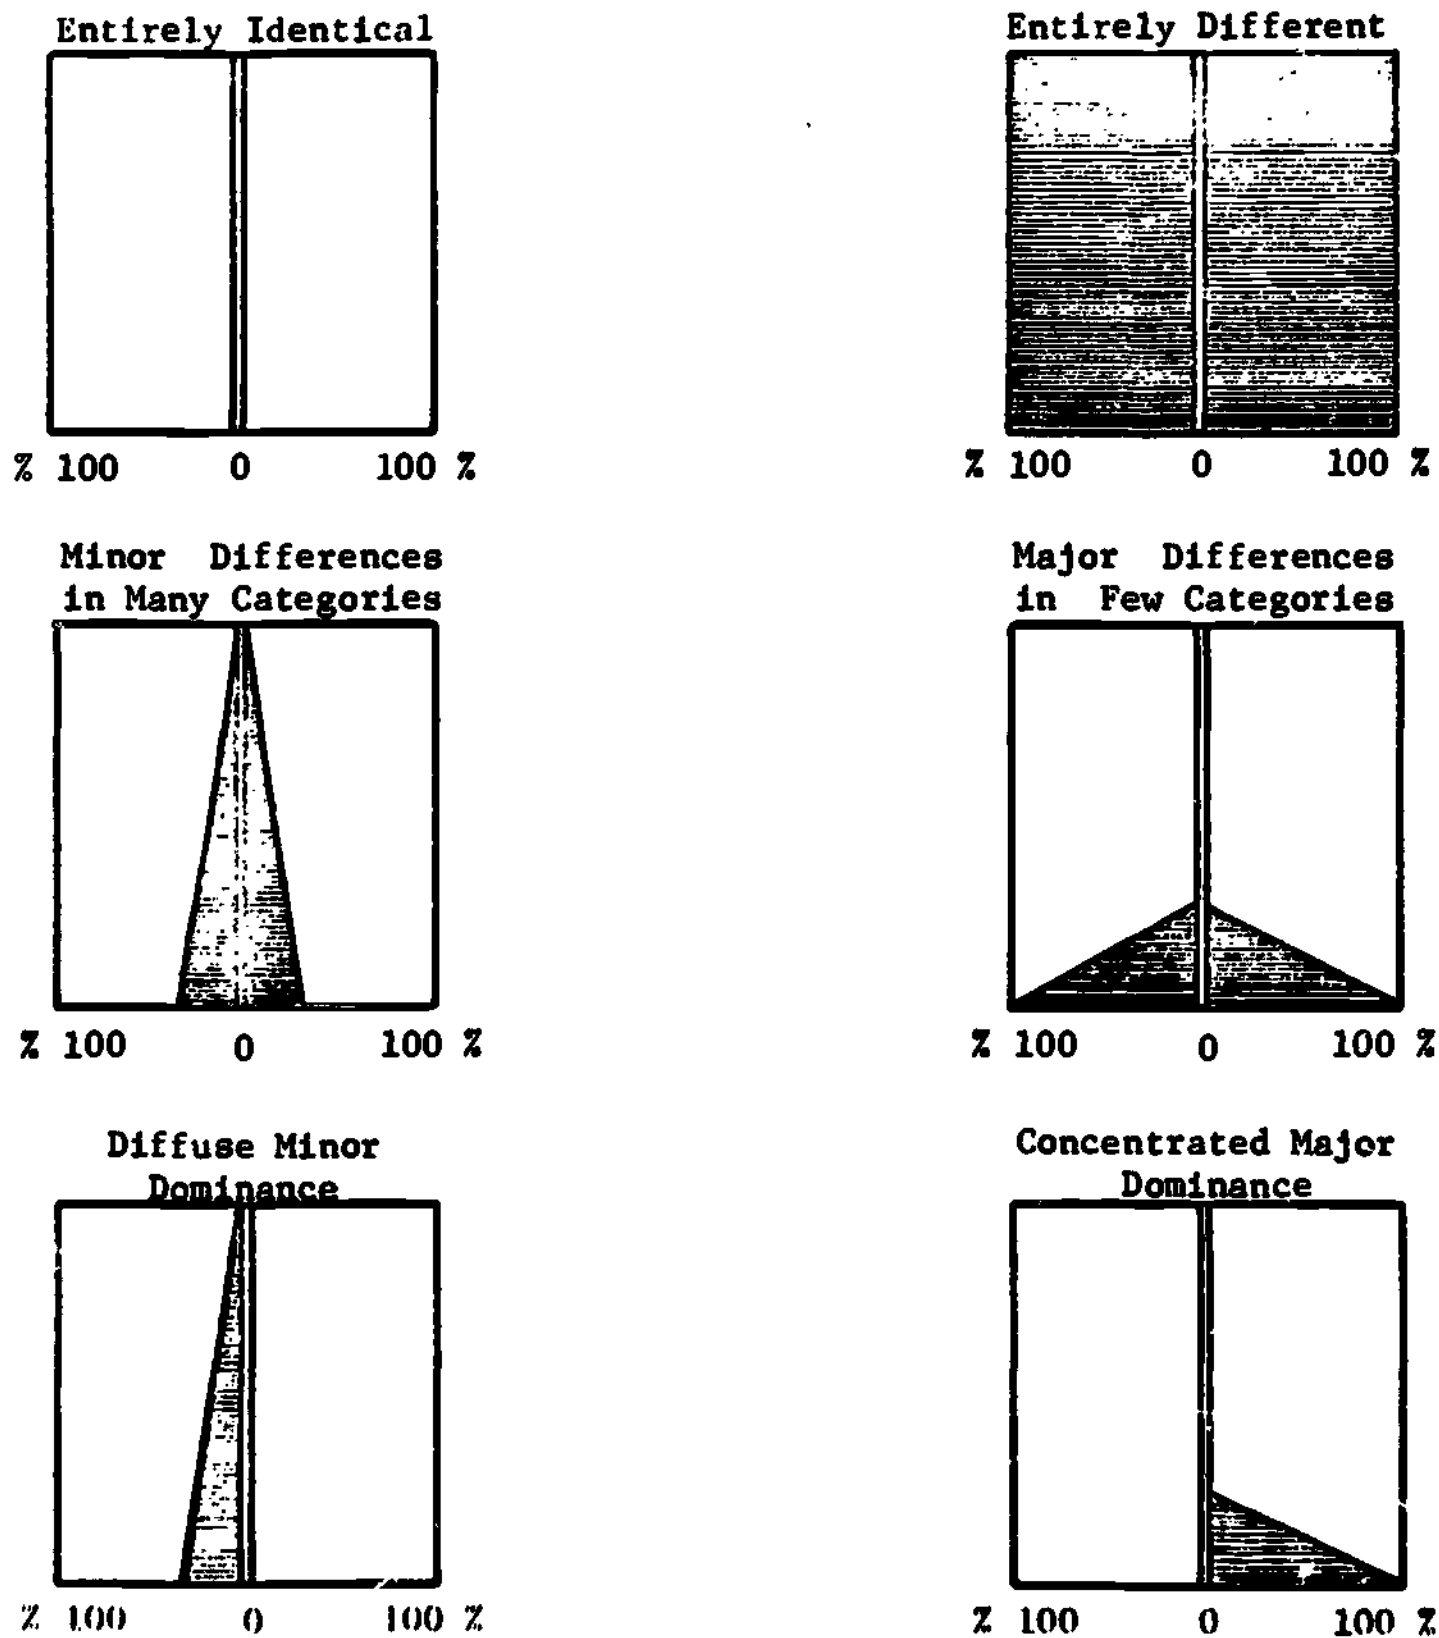 Entirely Identical
Entirely Different
% 100 0 100 %
% 100 0 100 %
Minor Differences
in Many Categories
Major Differences
in Few Categories
% 100 0 100 %
% 100 0 100 %
Diffuse Minor
Dominance
Concentrated Major
Dominance
% 100 0 100 %
% 100 0 100 %